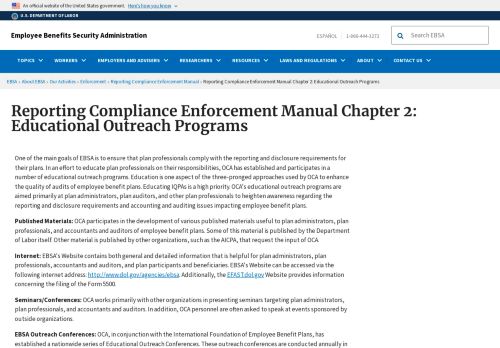 An official website of the United States government. Here's how you know
U.S. DEPARTMENT OF LABOR
Employee Benefits Security Administration
ESPAÑOL | 1-866-444-3272
Search EBSA
TOPICS WORKERS EMPLOYERS AND ADVISERS RESEARCHERS RESOURCES LAWS AND REGULATIONS ABOUT CONTACT US
EBSA » About EBSA » Our Activities » Enforcement » Reporting Compliance Enforcement Manual » Reporting Compliance Enforcement Manual Chapter 2: Educational Outreach Programs
Reporting Compliance Enforcement Manual Chapter 2:
Educational Outreach Programs
One of the main goals of EBSA is to ensure that plan professionals comply with the reporting and disclosure requirements for
their plans. In an effort to educate plan professionals on their responsibilities, OCA has established and participates in a
number of educational outreach programs. Education is one aspect of the three-pronged approaches used by OCA to enhance
the quality of audits of employee benefit plans. Educating IQPAs is a high priority. OCA's educational outreach programs are
aimed primarily at plan administrators, plan auditors, and other plan professionals to heighten awareness regarding the
reporting and disclosure requirements and accounting and auditing issues impacting employee benefit plans.
Published Materials: OCA participates in the development of various published materials useful to plan administrators, plan
professionals, and accountants and auditors of employee benefit plans. Some of this material is published by the Department
of Labor itself. Other material is published by other organizations, such as the AICPA, that request the input of OCA.
Internet: EBSA's Website contains both general and detailed information that is helpful for plan administrators, plan
professionals, accountants and auditors, and plan participants and beneficiaries. EBSA's Website can be accessed via the
following internet address: http://www.dol.gov/agencies/ebsa. Additionally, the EFAST.dol.gov Website provides information
concerning the filing of the Form 5500.
Seminars/Conferences: OCA works primarily with other organizations in presenting seminars targeting plan administrators,
plan professionals, and accountants and auditors. In addition, OCA personnel are often asked to speak at events sponsored by
outside organizations.
EBSA Outreach Conferences: OCA, in conjunction with the International Foundation of Employee Benefit Plans, has
established a nationwide series of Educational Outreach Conferences. These outreach conferences are conducted annually in